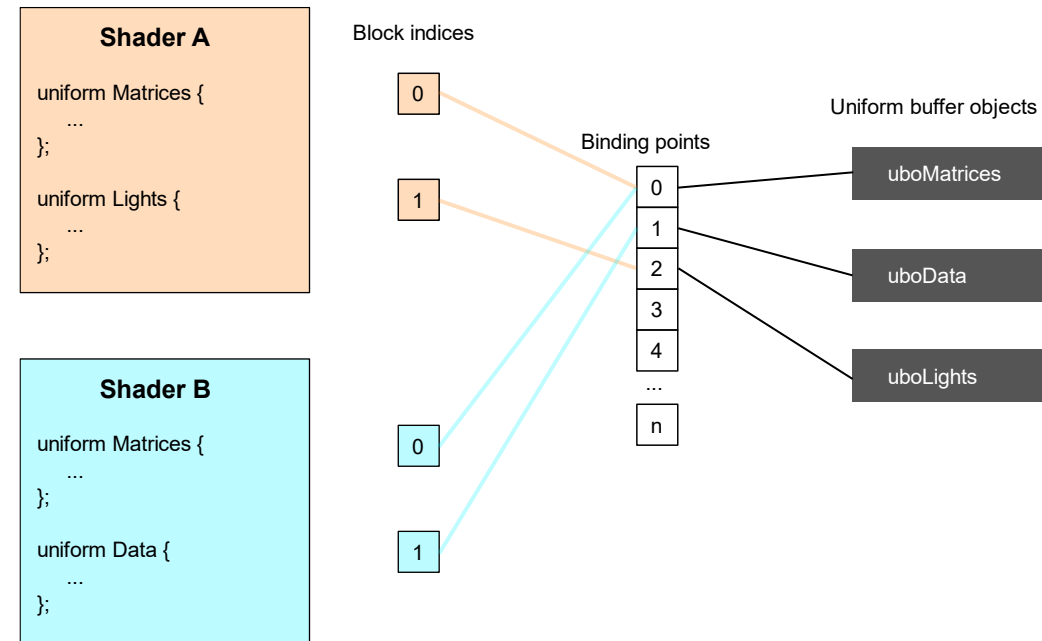 Shader A
uniform Matrices {
...
};
uniform Lights {
...
};
Shader B
uniform Matrices {
...
};
uniform Data {
...
};
Block indices
0
1
0
1
Binding points
0
1
2
3
4
...
n
Uniform buffer objects
uboMatrices
uboData
uboLights